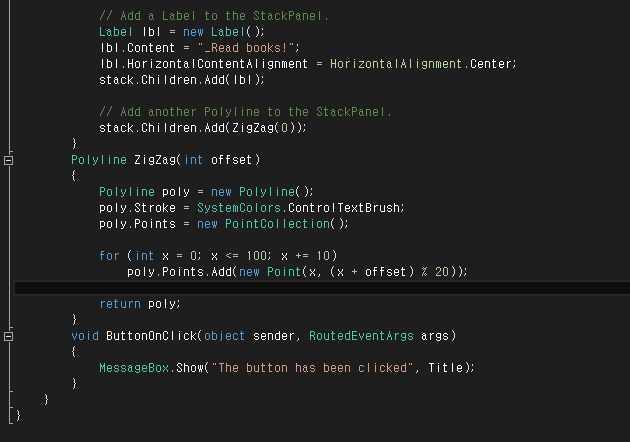 // Add a Label to the StackPanel.
Label lbl = new Label();
lbl.Content = "_Read books!";
lbl.HorizontalContentAlignment = HorizontalAlignment.Center;
stack.Children.Add(lbl);
// Add another Polyline to the StackPanel.
stack.Children.Add(ZigZag(0));
}
Polyline ZigZag(int offset)
{
Polyline poly = new Polyline();
poly.Stroke = SystemColors.ControlTextBrush;
poly.Points = new PointCollection();
for (int x = 0; x <= 100; x += 10)
poly.Points.Add(new Point(x, (x + offset) % 20));
return poly;
}
void ButtonOnClick(object sender, RoutedEventArgs args)
{
MessageBox.Show("The button has been clicked", Title);
}
}
}